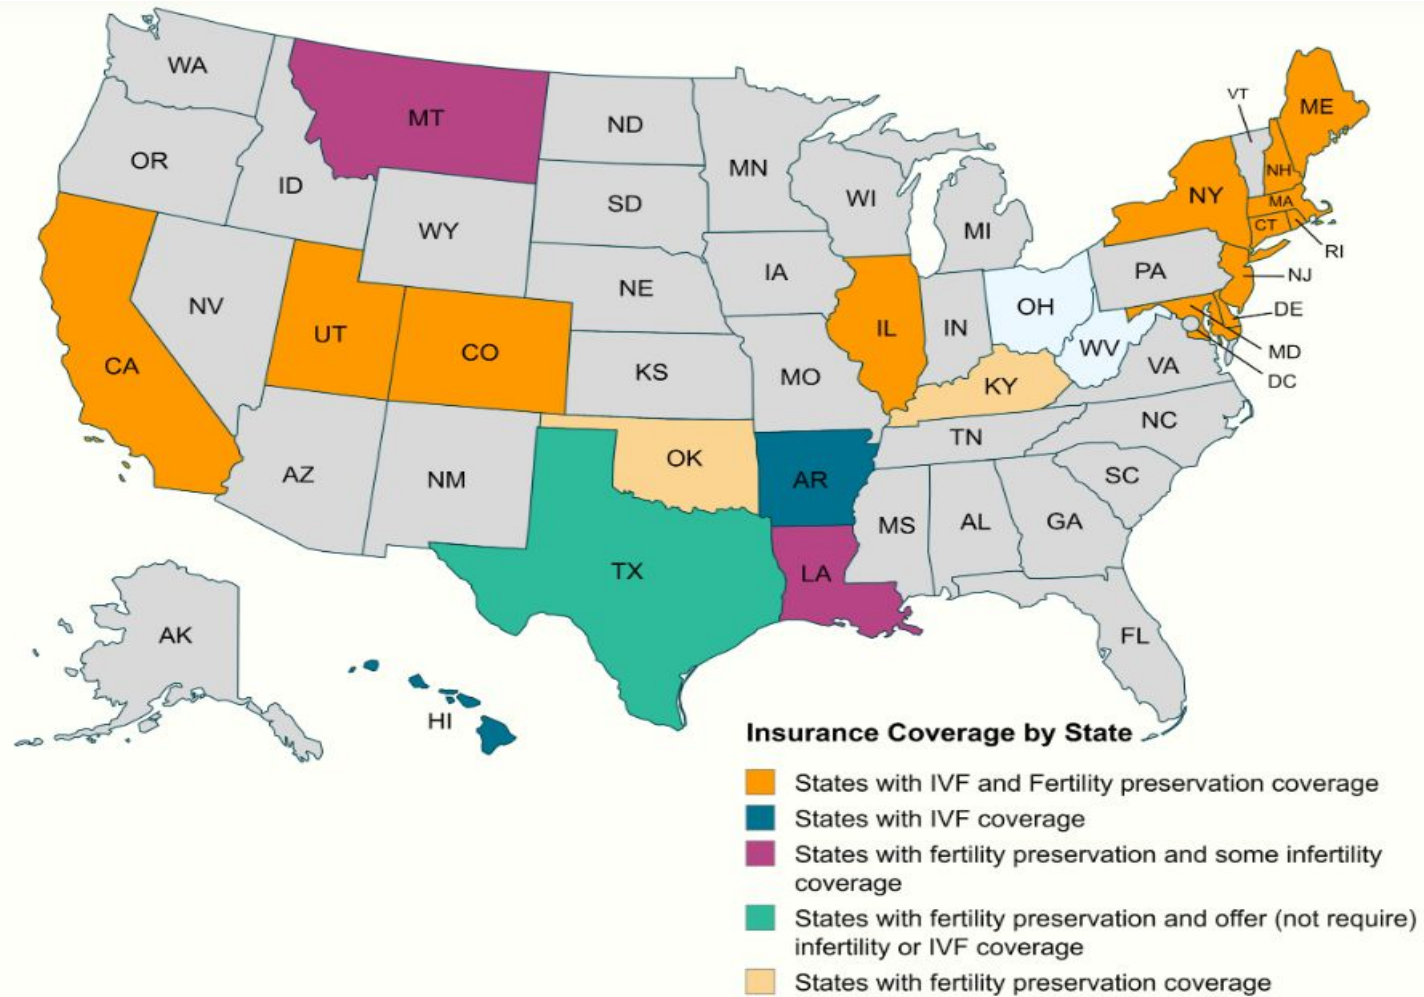 WA
MT
ND
MN
VT
ME
OR
ID
SD
WI
MI
NY
NH
MA
CT
RI
WY
IA
PA
NJ
NV
NE
OH
DE
UT
CO
IL
IN
WV
MD
CA
KS
MO
KY
VA
DC
OK
TN
NC
AZ
NM
AR
SC
MS
AL
GA
TX
LA
AK
FL
HI
Insurance Coverage by State
States with IVF and Fertility preservation coverage
States with IVF coverage
States with fertility preservation and some infertility
coverage
States with fertility preservation and offer (not require)
infertility or IVF coverage
States with fertility preservation coverage